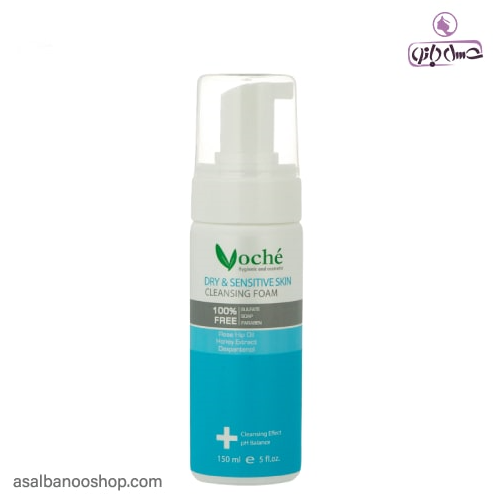 عسل بانو
Voché
Hygienic and cosmetic
DRY & SENSITIVE SKIN
CLEANSING FOAM
100%
FREE
SULFATE
SOAP
PARABEN
Rose Hip Oil
Honey Extract
Dexpantenol
Cleansing Effect
pH Balance
150 ml e 5 fl.oz.
asalbanooshop.com